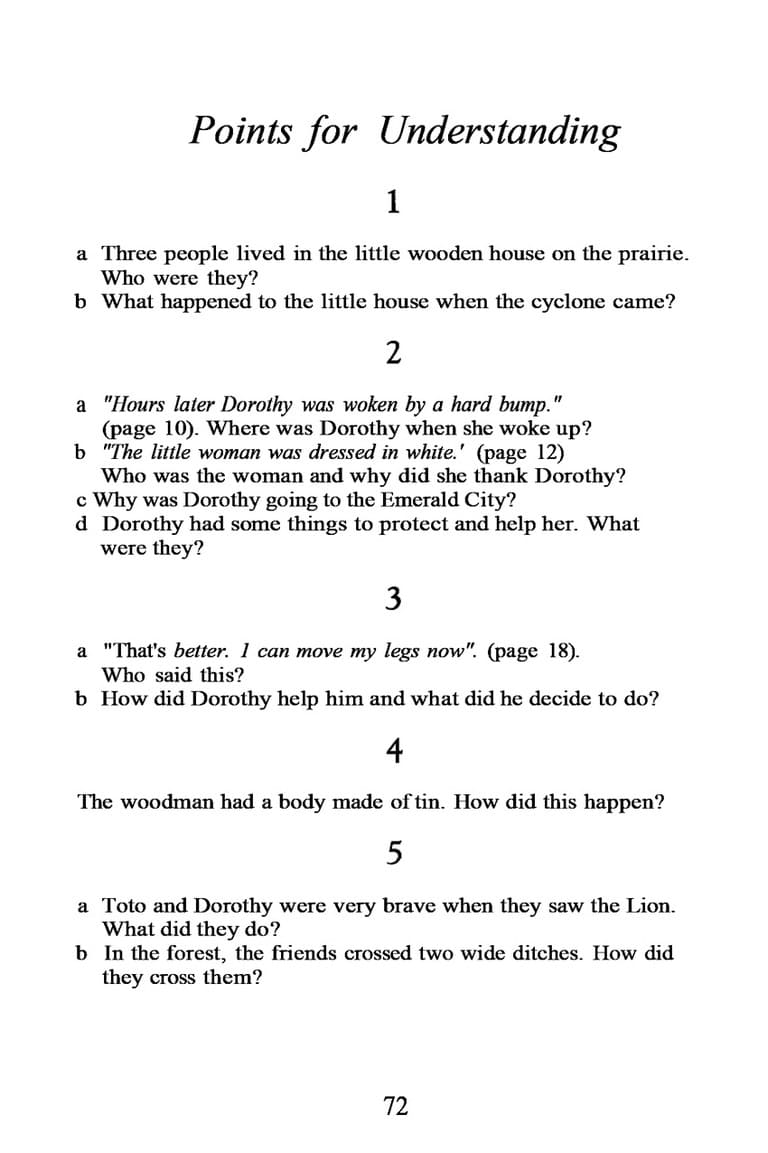 Points for Understanding
1
a Three people lived in the little wooden house on the prairie.
Who were they?
b What happened to the little house when the cyclone came?
2
a "Hours later Dorothy was woken by a hard bump."
(page 10). Where was Dorothy when she woke up?
b "The little woman was dressed in white.' (page 12)
Who was the woman and why did she thank Dorothy?
c Why was Dorothy going to the Emerald City?
d Dorothy had some things to protect and help her. What
were they?
3
a "That's better. 1 can move my legs now". (page 18).
Who said this?
b How did Dorothy help him and what did he decide to do?
4
The woodman had a body made of tin. How did this happen?
5
a Toto and Dorothy were very brave when they saw the Lion.
What did they do?
b In the forest, the friends crossed two wide ditches. How did
they cross them?
72